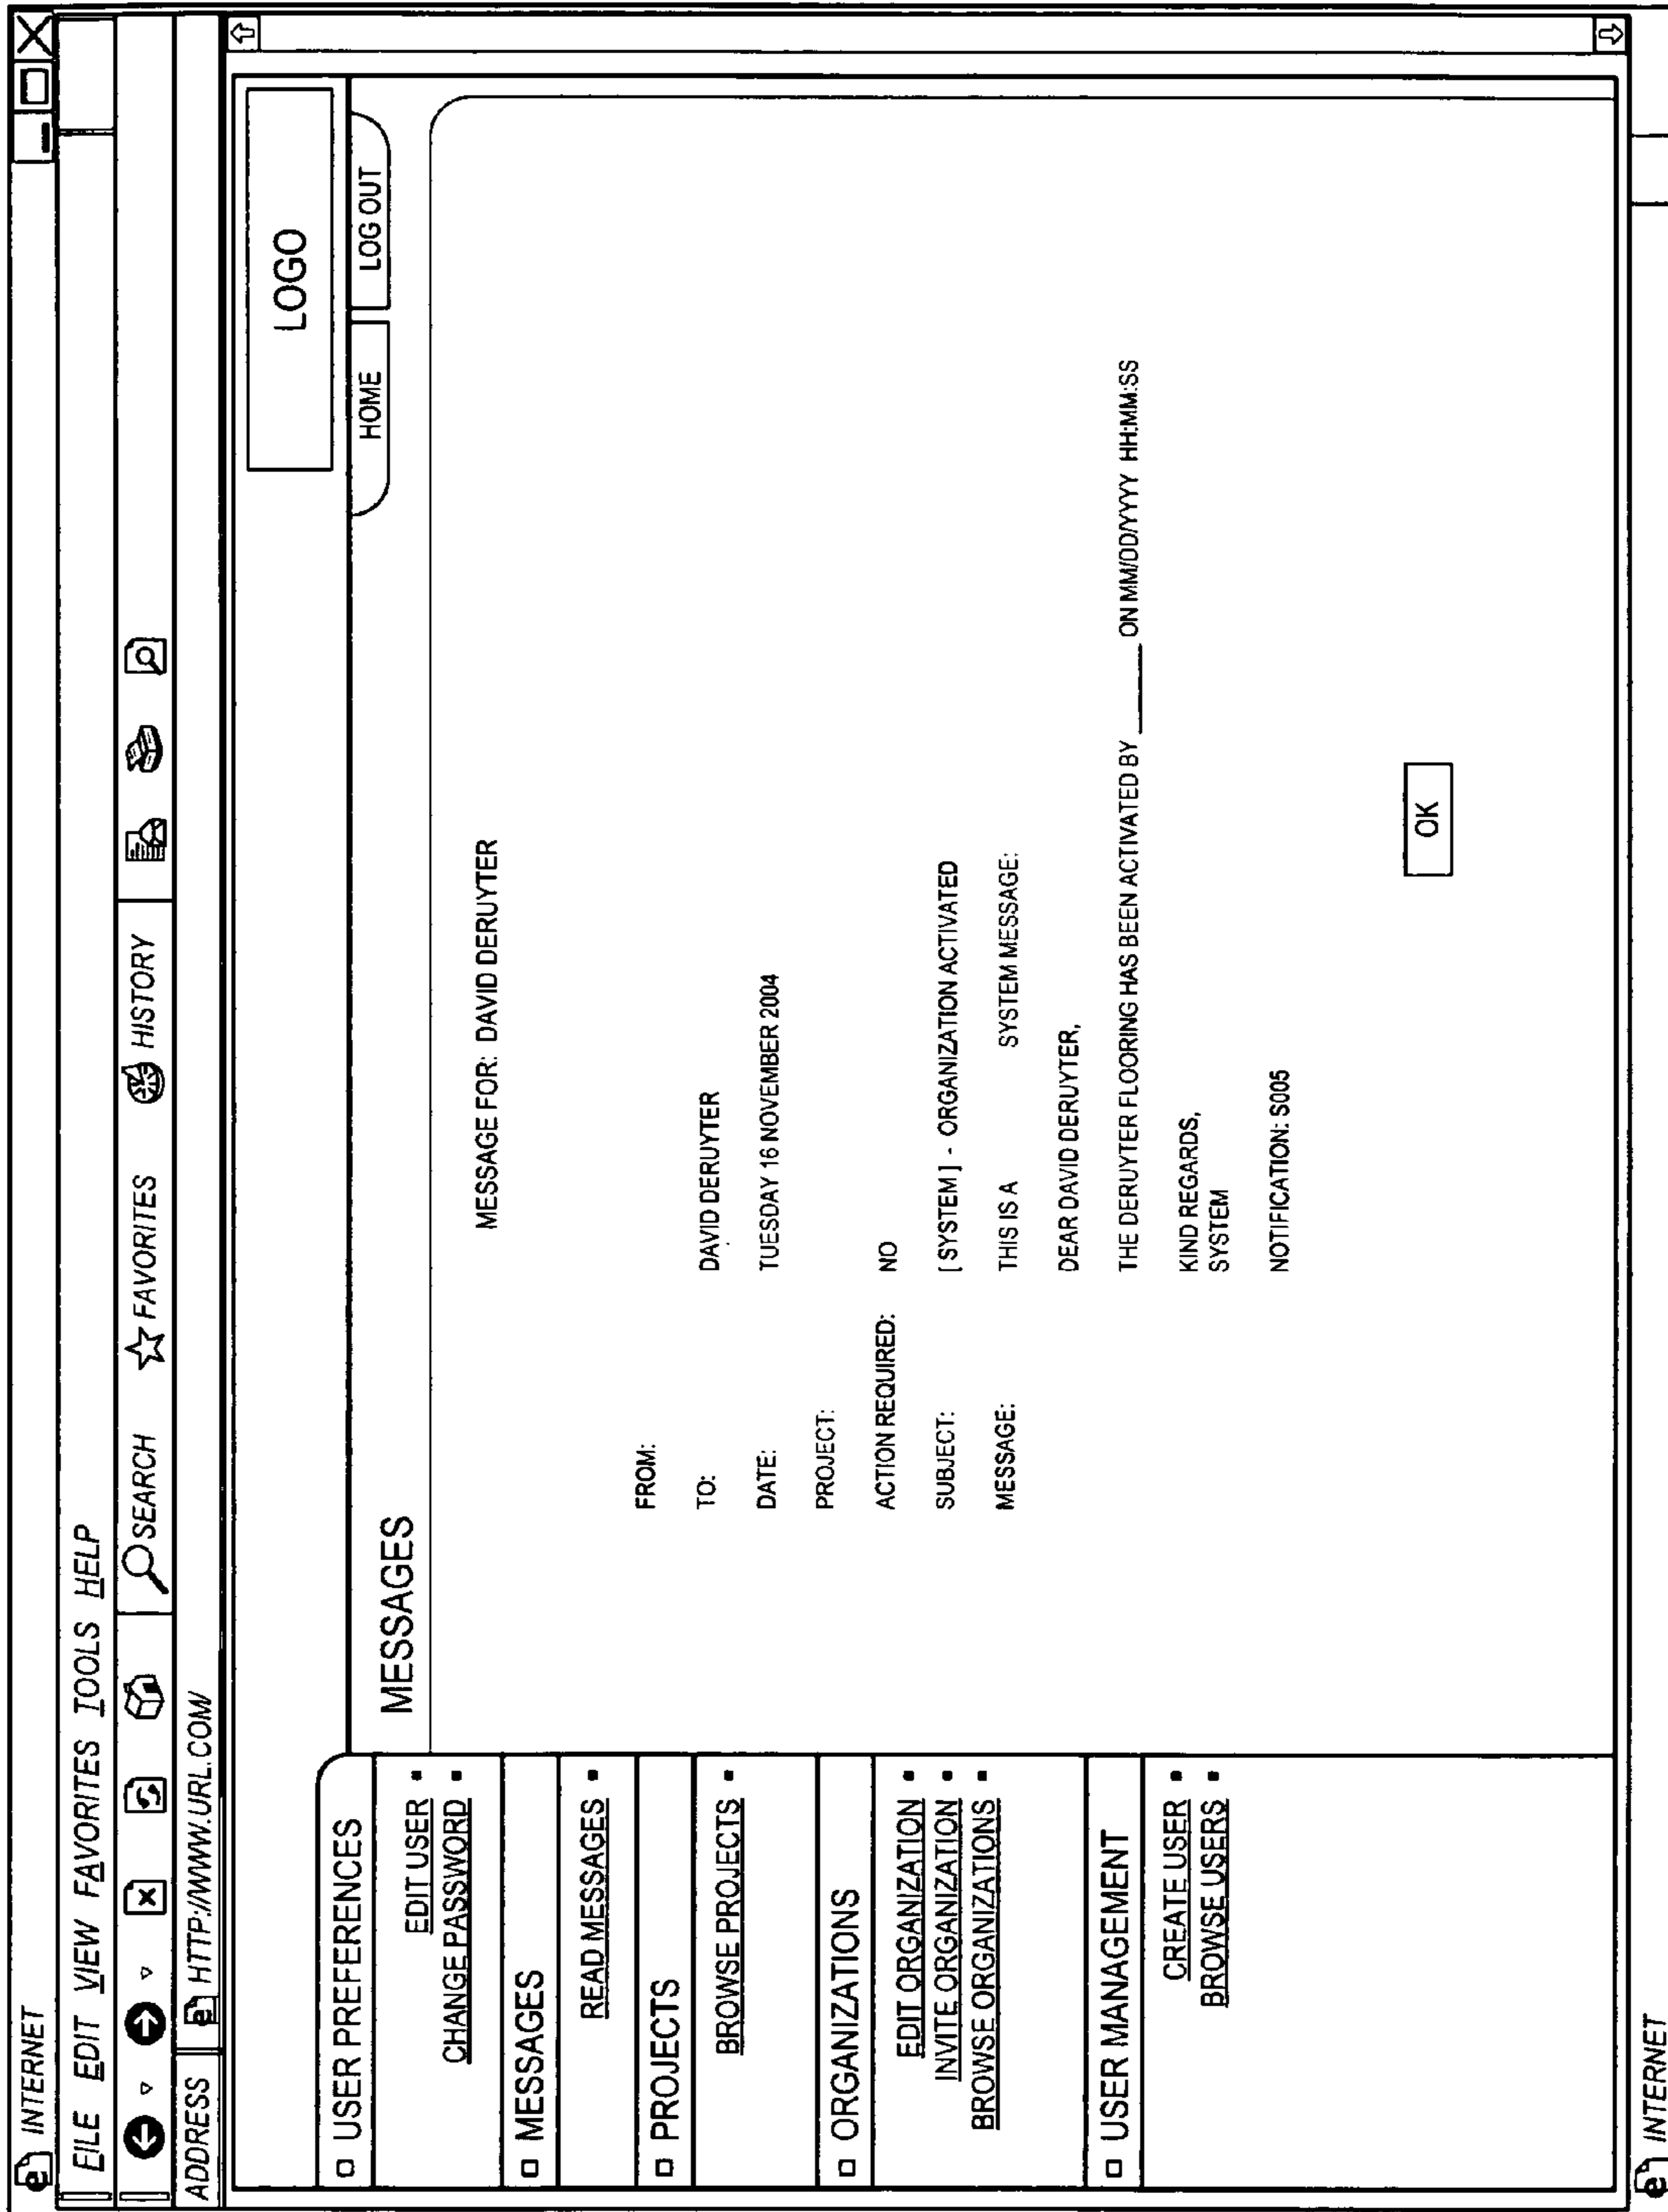 INTERNET
FILE EDIT VIEW FAVORITES TOOLS HELP
SEARCH FAVORITES HISTORY
ADDRESS HTTP://WWW.URL.COM
LOGO
USER PREFERENCES
HOME LOG OUT
MESSAGES
EDIT USER
CHANGE PASSWORD
MESSAGES
READ MESSAGES
PROJECTS
BROWSE PROJECTS
ORGANIZATIONS
EDIT ORGANIZATION
INVITE ORGANIZATION
BROWSE ORGANIZATIONS
USER MANAGEMENT
CREATE USER
BROWSE USERS
MESSAGE FOR: DAVID DERUYTER
FROM:
TO: DAVID DERUYTER
DATE: TUESDAY 16 NOVEMBER 2004
PROJECT:
ACTION REQUIRED: NO
SUBJECT: [ SYSTEM ] - ORGANIZATION ACTIVATED
MESSAGE: THIS IS A SYSTEM MESSAGE:
DEAR DAVID DERUYTER,
THE DERUYTER FLOORING HAS BEEN ACTIVATED BY ______ ON MM/DD/YYYY HH:MM:SS
KIND REGARDS,
SYSTEM
NOTIFICATION: S005
OK
INTERNET